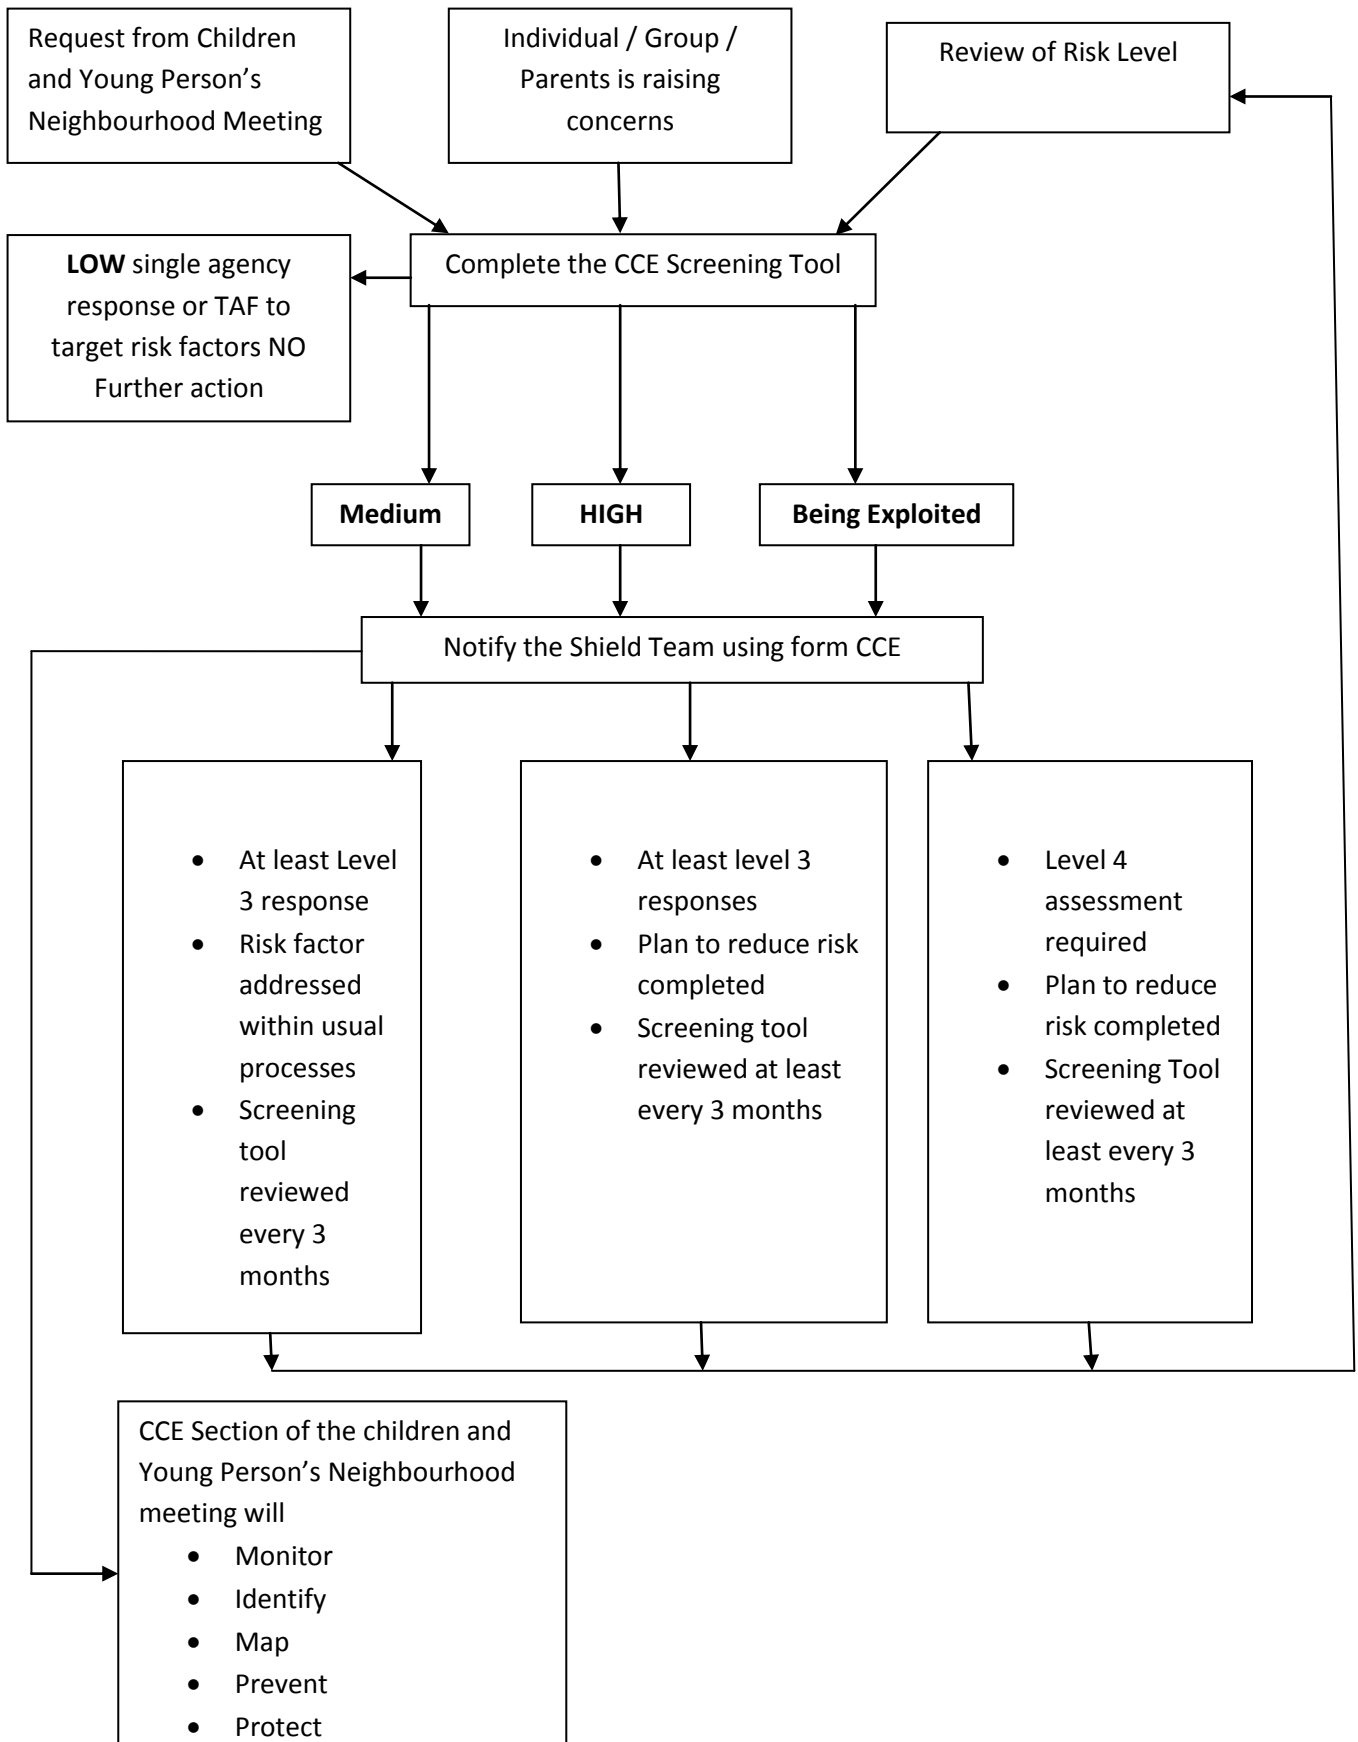 Request from Children
and Young Person’s
Neighbourhood Meeting
Individual / Group /
Parents is raising
concerns
Review of Risk Level
LOW single agency
response or TAF to
target risk factors NO
Further action
Complete the CCE Screening Tool
Medium
HIGH
Being Exploited
Notify the Shield Team using form CCE
• At least Level
3 response
• Risk factor
addressed
within usual
processes
• Screening
tool
reviewed
every 3
months
• At least level 3
responses
• Plan to reduce risk
completed
• Screening tool
reviewed at least
every 3 months
• Level 4
assessment
required
• Plan to reduce
risk completed
• Screening Tool
reviewed at
least every 3
months
CCE Section of the children and
Young Person’s Neighbourhood
meeting will
• Monitor
• Identify
• Map
• Prevent
• Protect